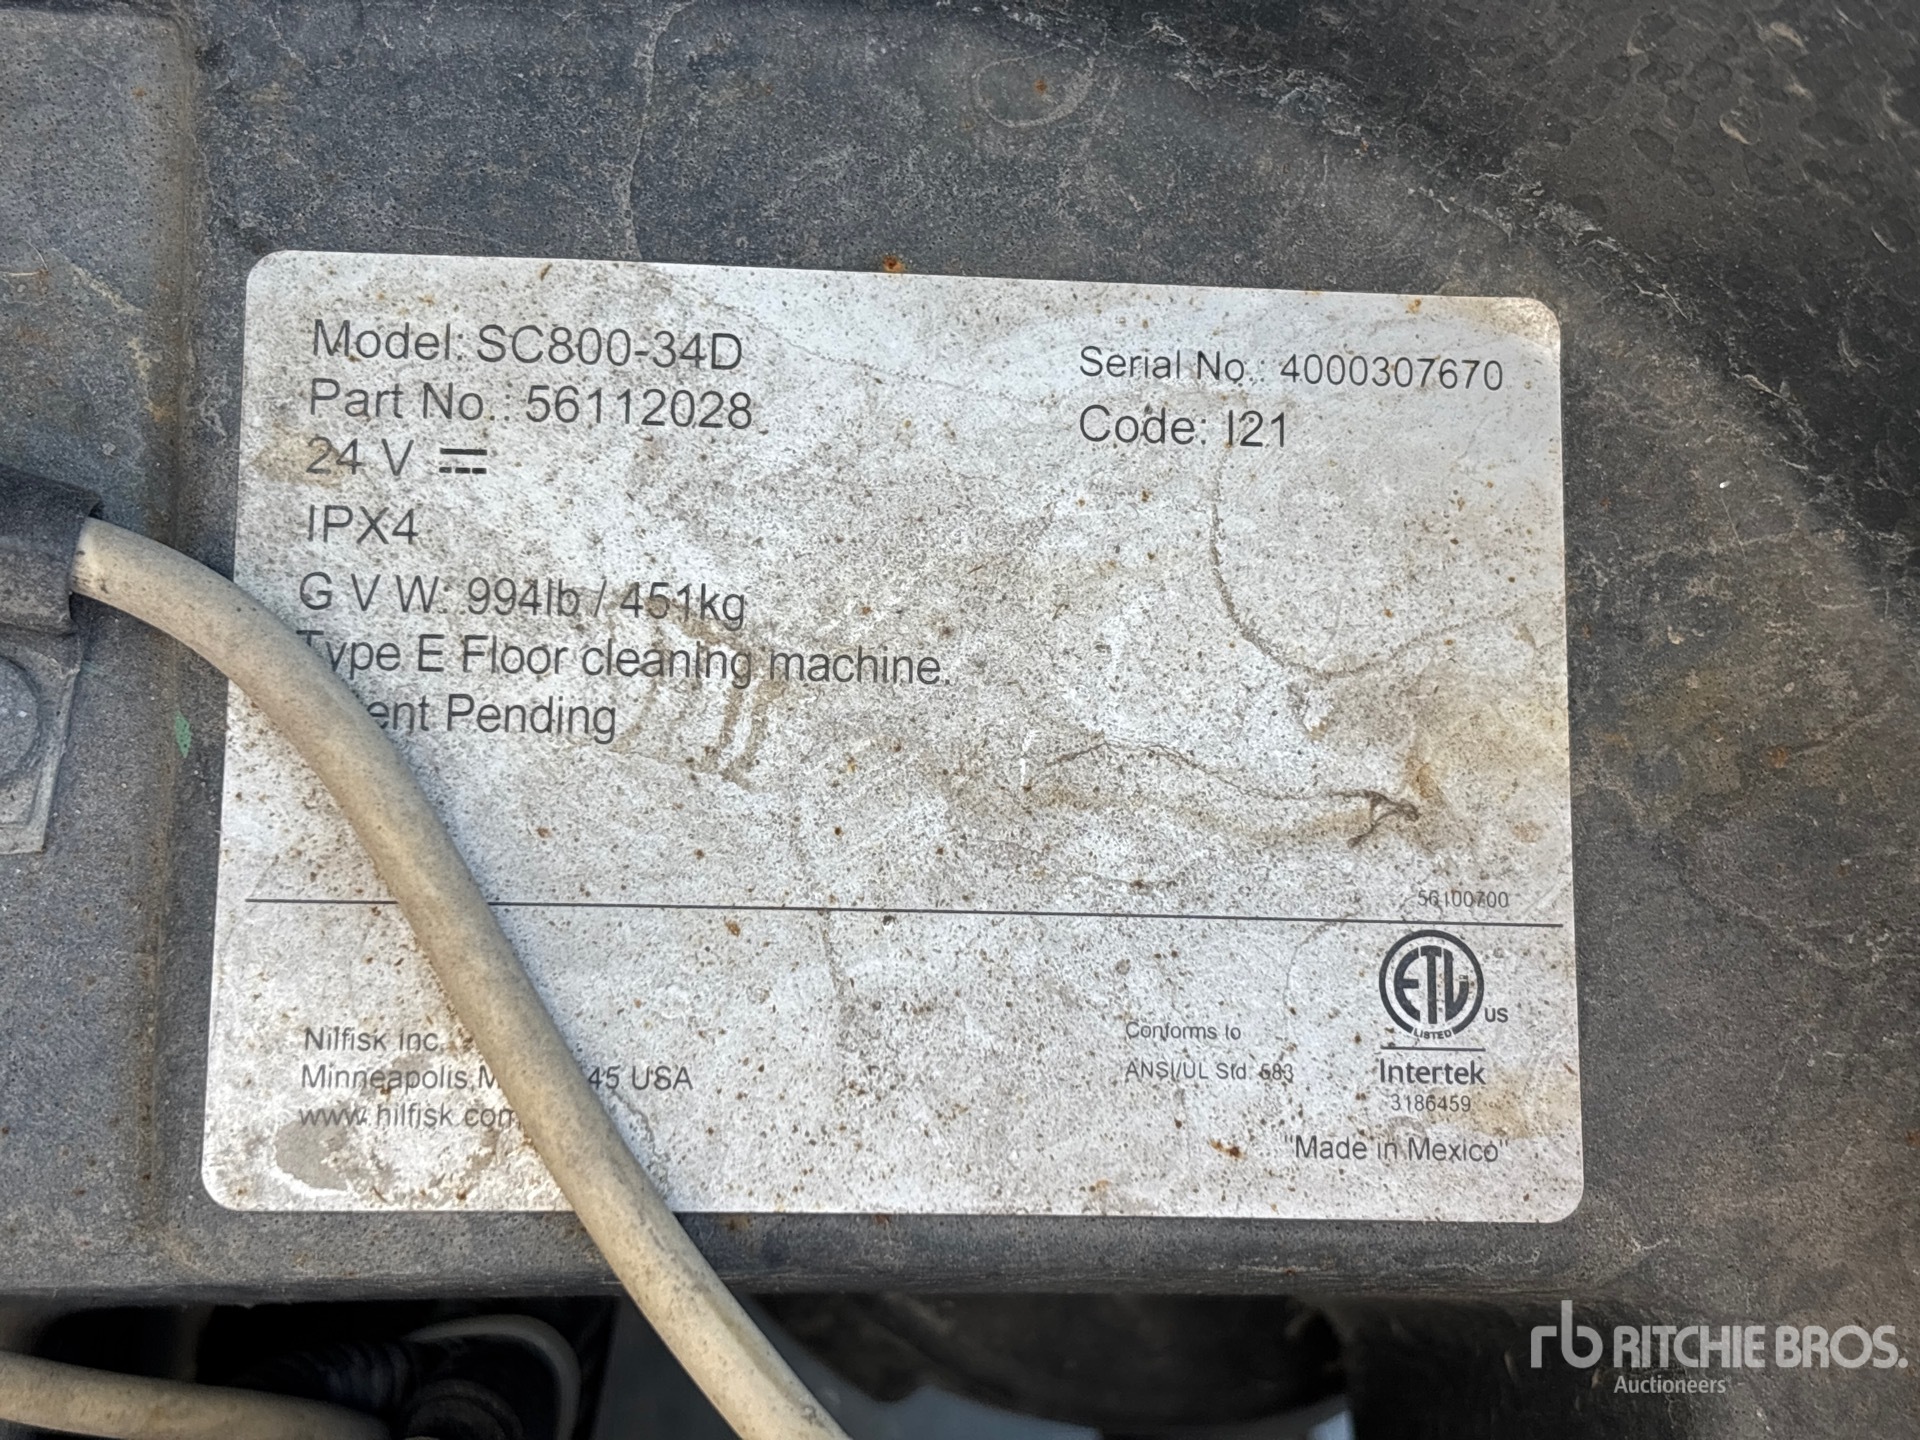 Model: SC800-34D
Part No.: 56112028
24 V
IPX4
G V W: 994lb / 451kg
Type E Floor cleaning machine.
Pending
Serial No.: 4000307670
Code: I21
56100700
Nilfisk Inc.
Minneapolis USA
www.nilfisk.com
Conforms to
ANSI/UL Std. 583
ETL
LISTED
US
Intertek
3186459
"Made in Mexico"
rb RITCHIE BROS.
Auctioneers